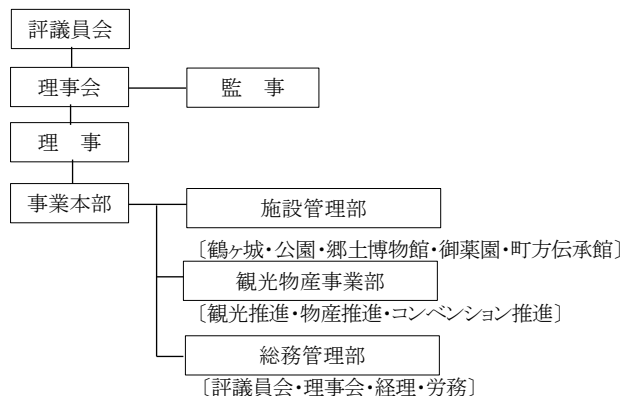 評議員会
理事会
監　事
理　事
事業本部
施設管理部
〔鶴ヶ城・公園・郷土博物館・御薬園・町方伝承館〕
観光物産事業部
〔観光推進・物産推進・コンベンション推進〕
総務管理部
〔評議員会・理事会・経理・労務〕